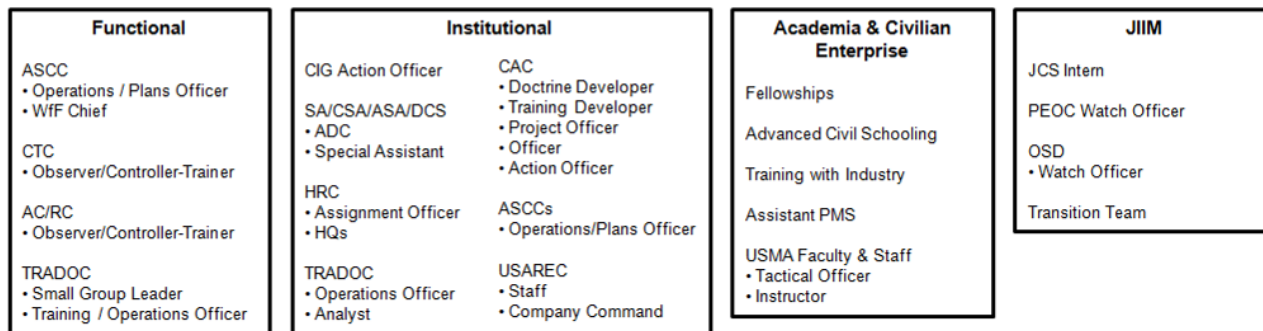 Functional
ASCC
• Operations / Plans Officer
• WfF Chief
CTC
• Observer/Controller-Trainer
AC/RC
• Observer/Controller-Trainer
TRADOC
• Small Group Leader
• Training / Operations Officer
Institutional
CIG Action Officer
SA/CSA/ASA/DCS
• ADC
• Special Assistant
HRC
• Assignment Officer
• HQs
TRADOC
• Operations Officer
• Analyst
CAC
• Doctrine Developer
• Training Developer
• Project Officer
• Officer
• Action Officer
ASCCs
• Operations/Plans Officer
USAREC
• Staff
• Company Command
Academia & Civilian
Enterprise
Fellowships
Advanced Civil Schooling
Training with Industry
Assistant PMS
USMA Faculty & Staff
• Tactical Officer
• Instructor
JIIM
JCS Intern
PEOC Watch Officer
OSD
• Watch Officer
Transition Team